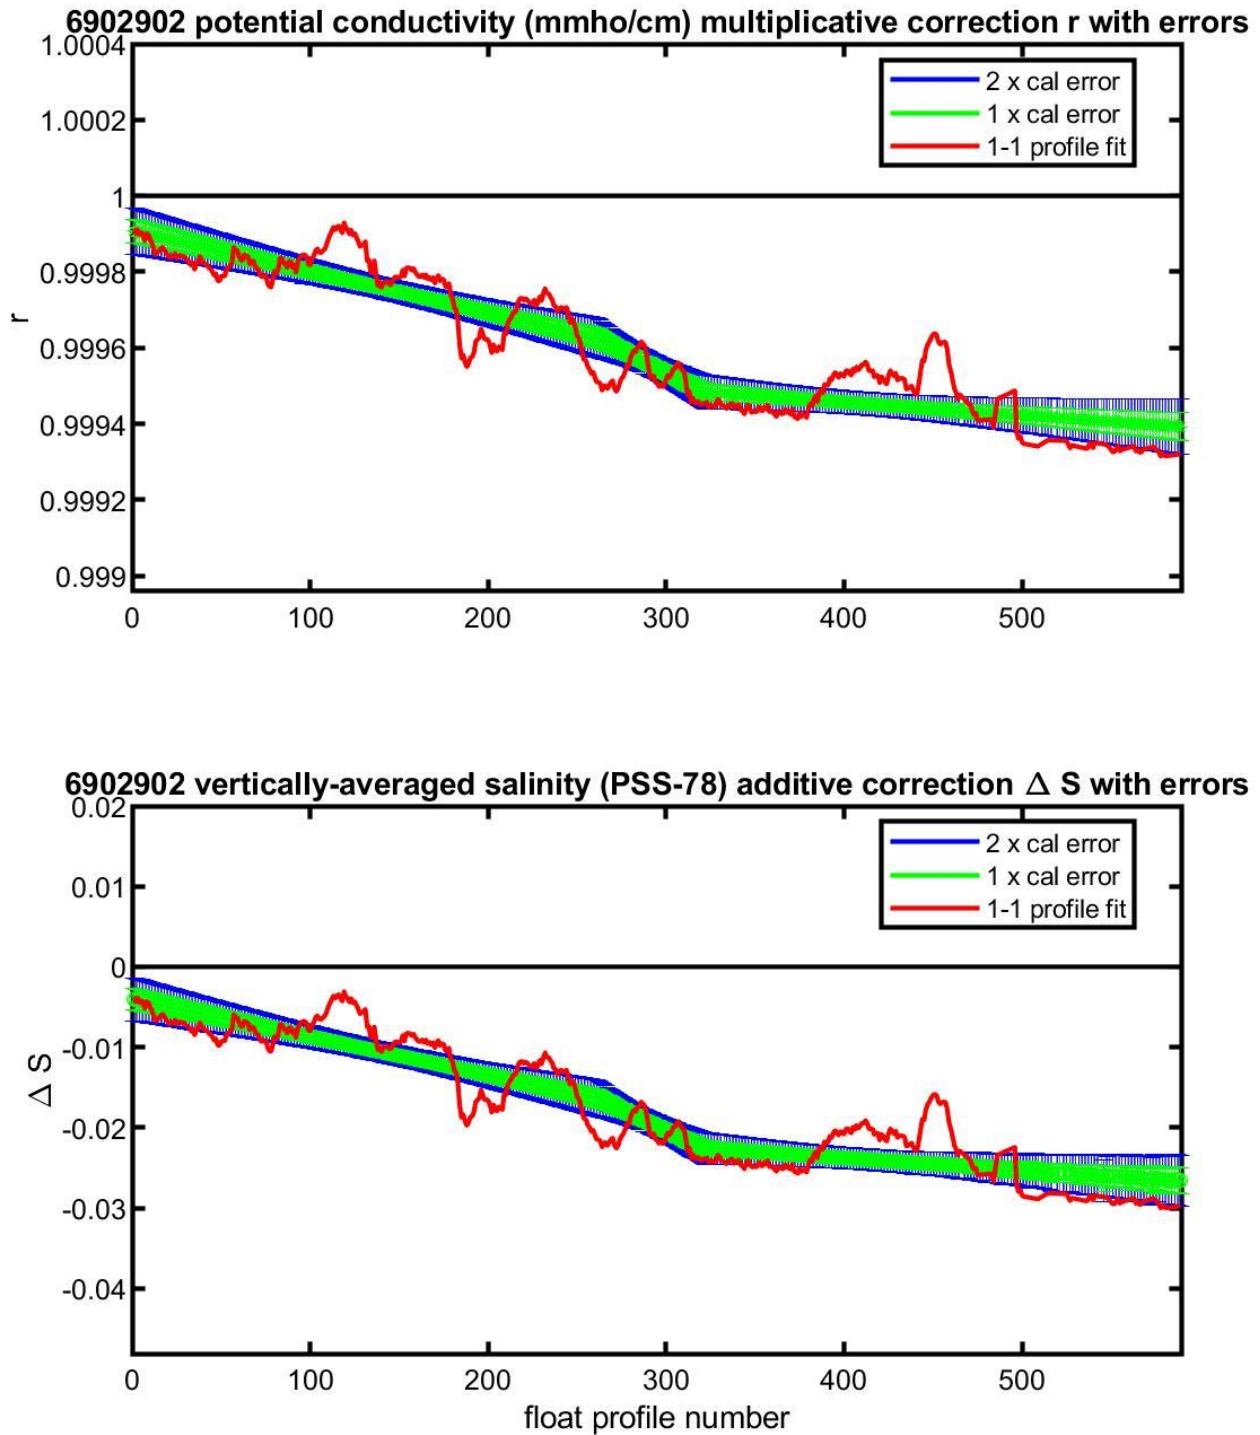 6902902 potential conductivity (mmho/cm) multiplicative correction r with errors
1.0004
2 x cal error
1 x cal error
1-1 profile fit
1.0002
1
0.9998
r
0.9996
0.9994
0.9992
0.999
0 100 200 300 400 500
6902902 vertically-averaged salinity (PSS-78) additive correction Δ S with errors
0.02
2 x cal error
1 x cal error
1-1 profile fit
0.01
0
-0.01
Δ S
-0.02
-0.03
-0.04
0 100 200 300 400 500
float profile number